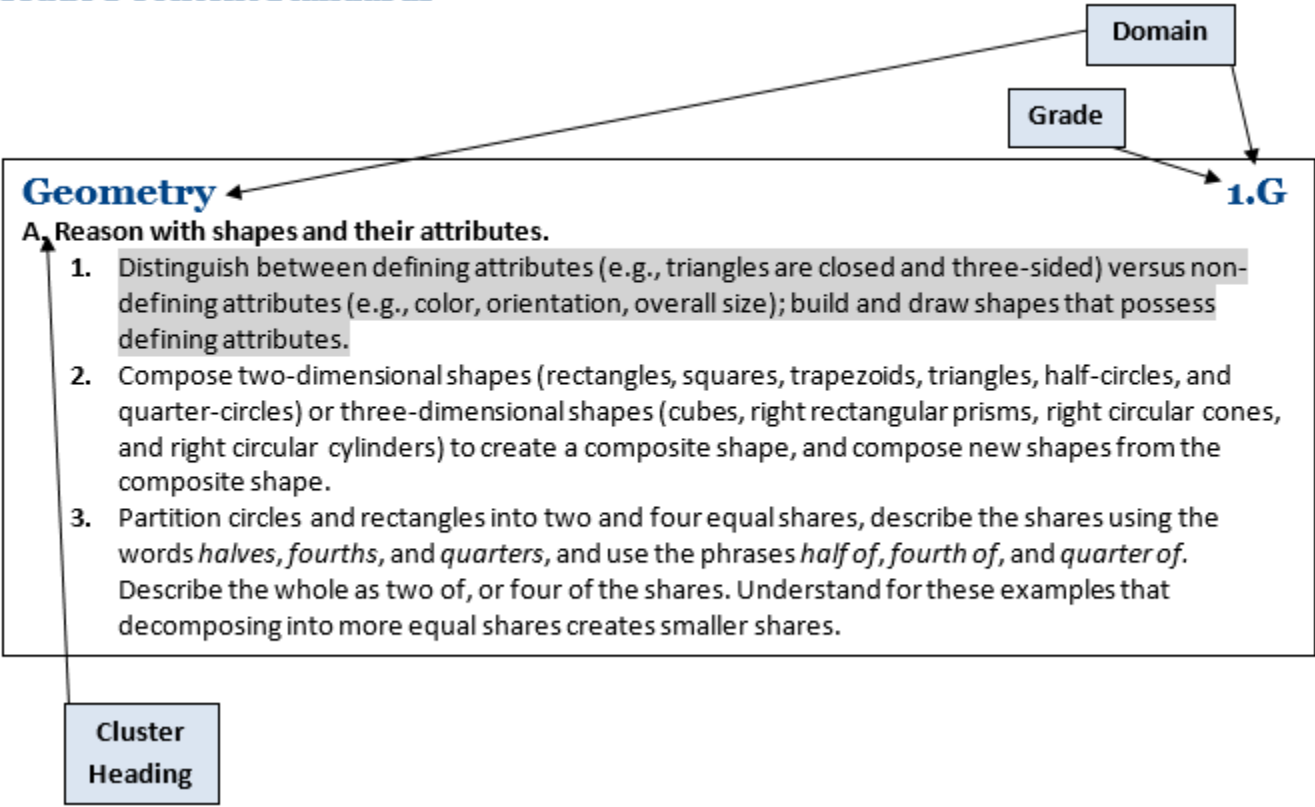 Domain
Grade
Geometry 1.G
A. Reason with shapes and their attributes.
1. Distinguish between defining attributes (e.g., triangles are closed and three-sided) versus non-
defining attributes (e.g., color, orientation, overall size); build and draw shapes that possess
defining attributes.
2. Compose two-dimensional shapes (rectangles, squares, trapezoids, triangles, half-circles, and
quarter-circles) or three-dimensional shapes (cubes, right rectangular prisms, right circular cones,
and right circular cylinders) to create a composite shape, and compose new shapes from the
composite shape.
3. Partition circles and rectangles into two and four equal shares, describe the shares using the
words halves, fourths, and quarters, and use the phrases half of, fourth of, and quarter of.
Describe the whole as two of, or four of the shares. Understand for these examples that
decomposing into more equal shares creates smaller shares.
Cluster
Heading